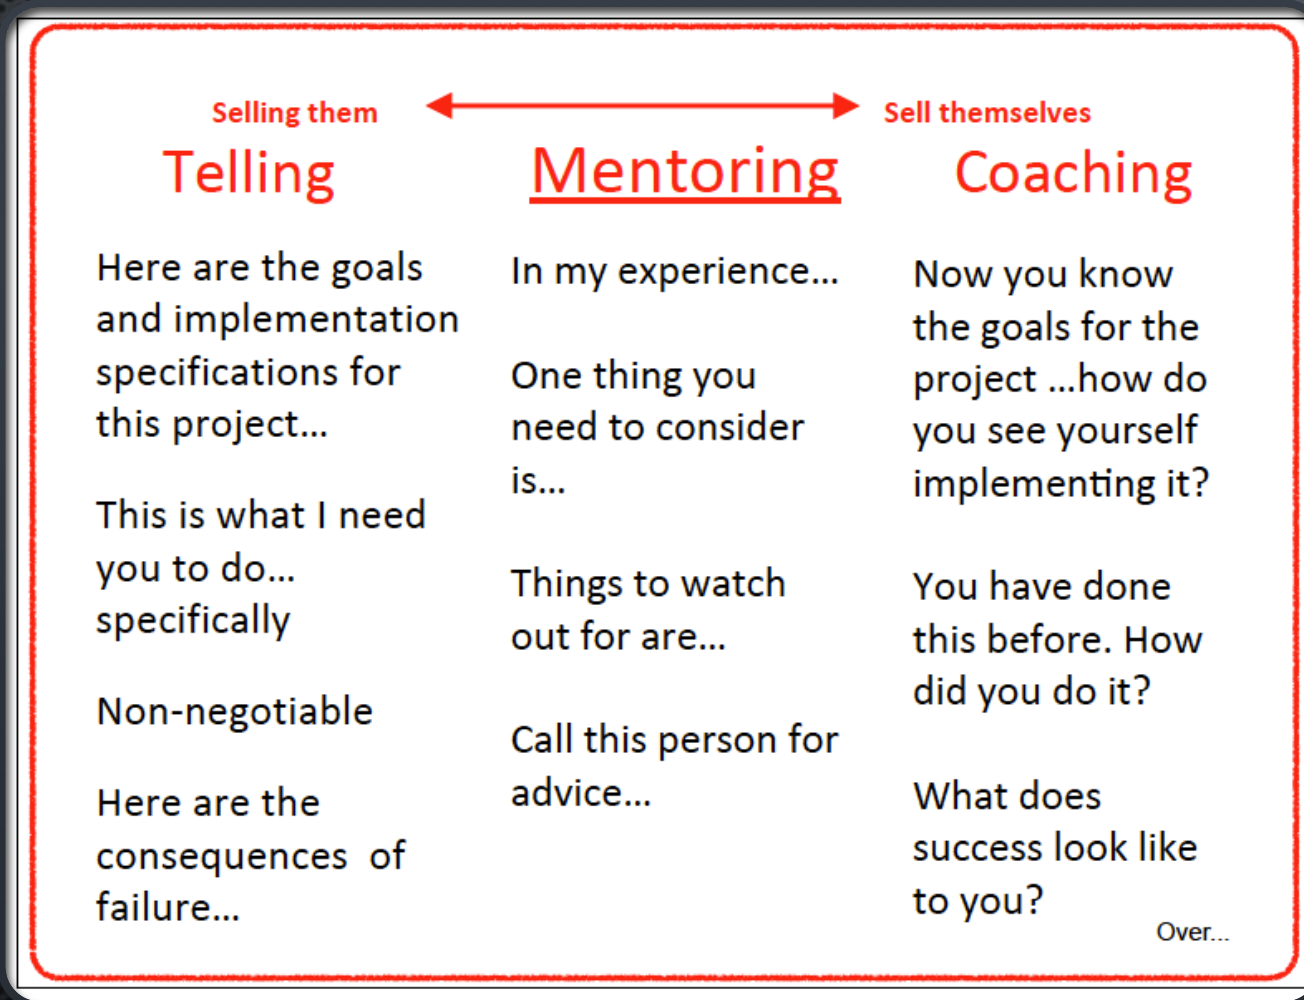 Selling them
Sell themselves
Telling
Mentoring
Coaching
Here are the goals
and implementation
specifications for
this project...
This is what I need
you to do...
specifically
Non-negotiable
Here are the
consequences  of
failure...
In my experience...
One thing you
need to consider
is...
Things to watch
out for are...
Call this person for
advice...
Now you know
the goals for the
project ...how do
you see yourself
implementing it?
You have done
this before. How
did you do it?
What does
success look like
to you?
Over...